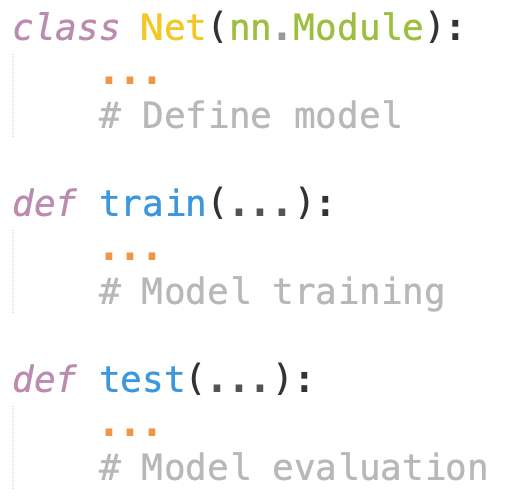 class Net(nn.Module):
    ...
    # Define model

def train(...):
    ...
    # Model training

def test(...):
    ...
    # Model evaluation